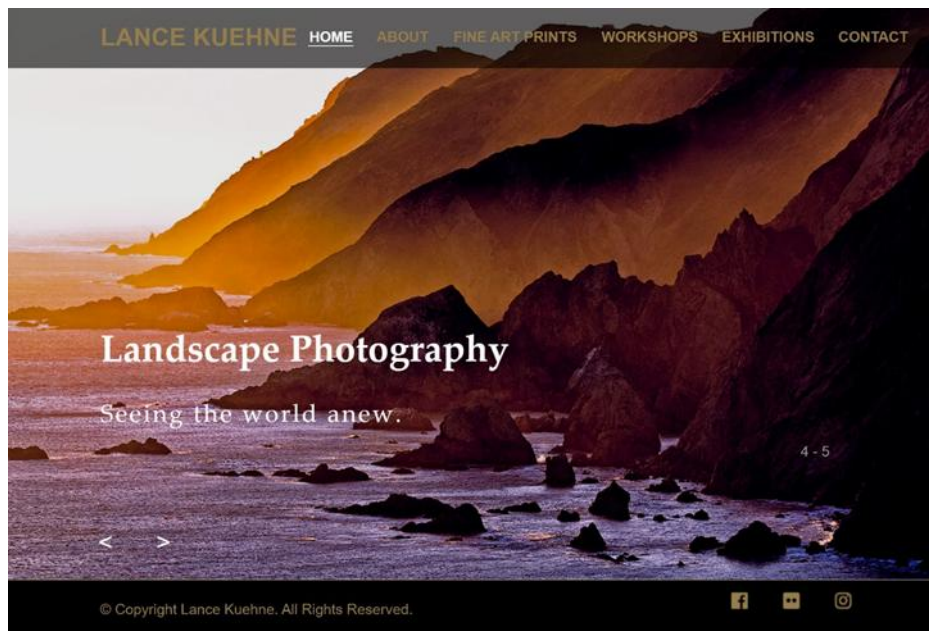 LANCE KUEHNE HOME ABOUT FINE ART PRINTS WORKSHOPS EXHIBITIONS CONTACT
Landscape Photography
Seeing the world anew.
4 - 5
< >
© Copyright Lance Kuehne. All Rights Reserved.